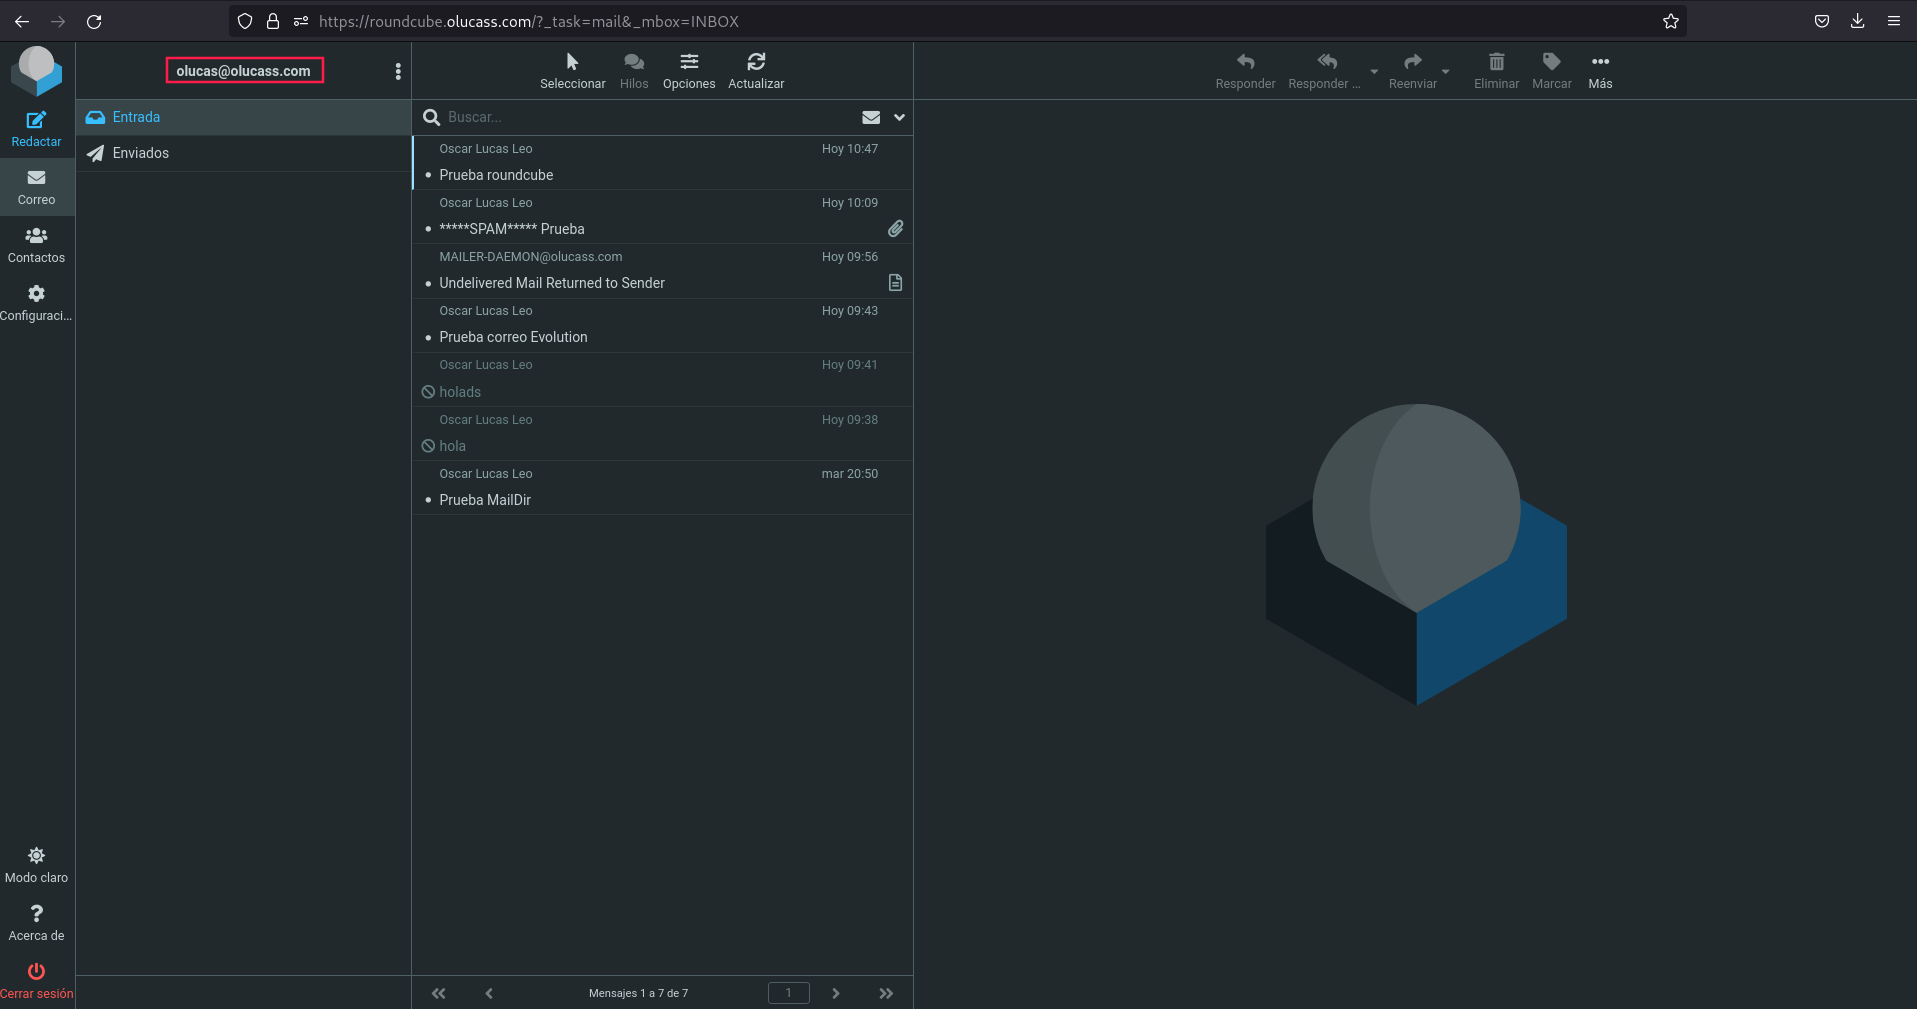 https://roundcube.olucass.com/?_task=mail&_mbox=INBOX
olucas@olucass.com
Redactar
Correo
Contactos
Configuraci...
Modo claro
Acerca de
Cerrar sesión
Entrada
Enviados
Seleccionar
Hilos
Opciones
Actualizar
Buscar...
Oscar Lucas Leo Hoy 10:47
• Prueba roundcube
Oscar Lucas Leo Hoy 10:09
• *****SPAM***** Prueba
MAILER-DAEMON@olucass.com Hoy 09:56
• Undelivered Mail Returned to Sender
Oscar Lucas Leo Hoy 09:43
• Prueba correo Evolution
Oscar Lucas Leo Hoy 09:41
holads
Oscar Lucas Leo Hoy 09:38
hola
Oscar Lucas Leo mar 20:50
• Prueba MailDir
Mensajes 1 a 7 de 7
1
Responder
Responder ...
Reenviar
Eliminar
Marcar
Más